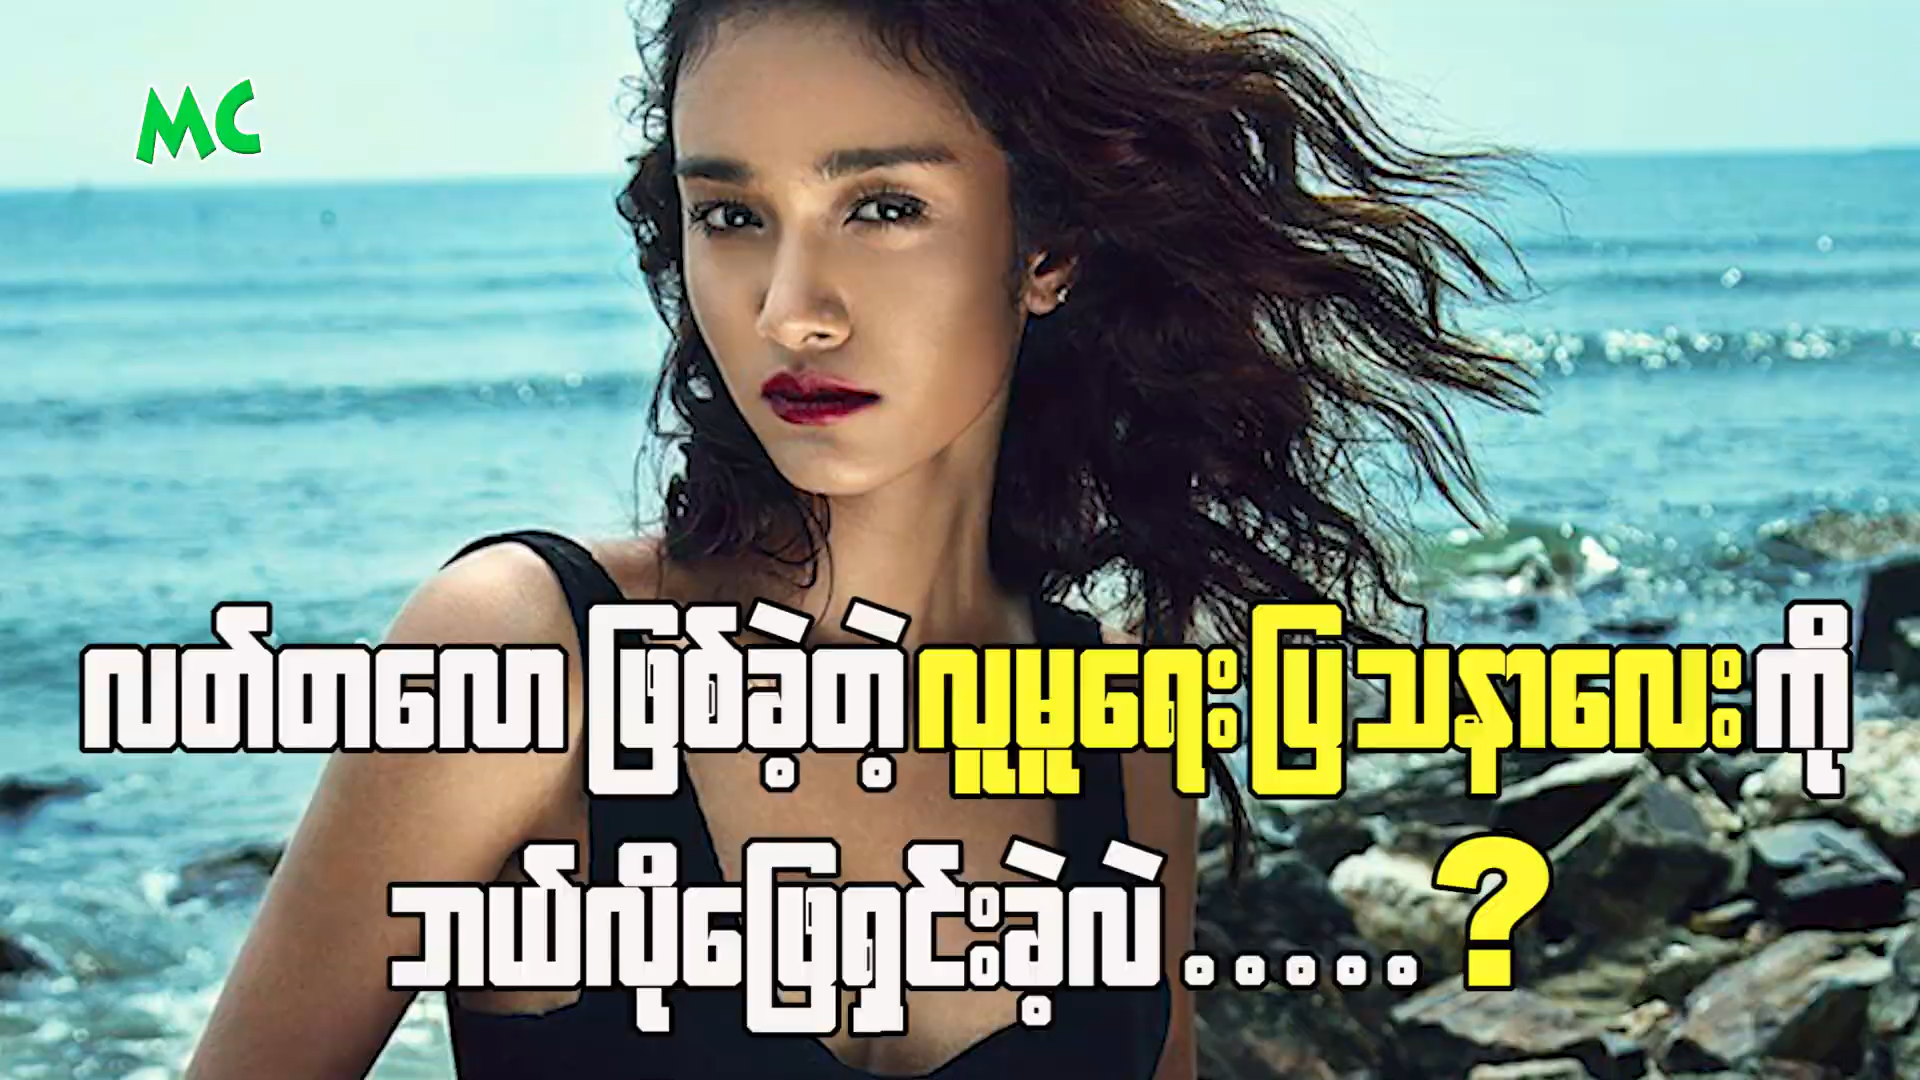 MC
လတ်တလော ဖြစ်ခဲ့တဲ့ လူမှုရေး ပြဿနာလေး ကို
ဘယ်လိုဖြေရှင်းခဲ့လဲ . . . . . ?